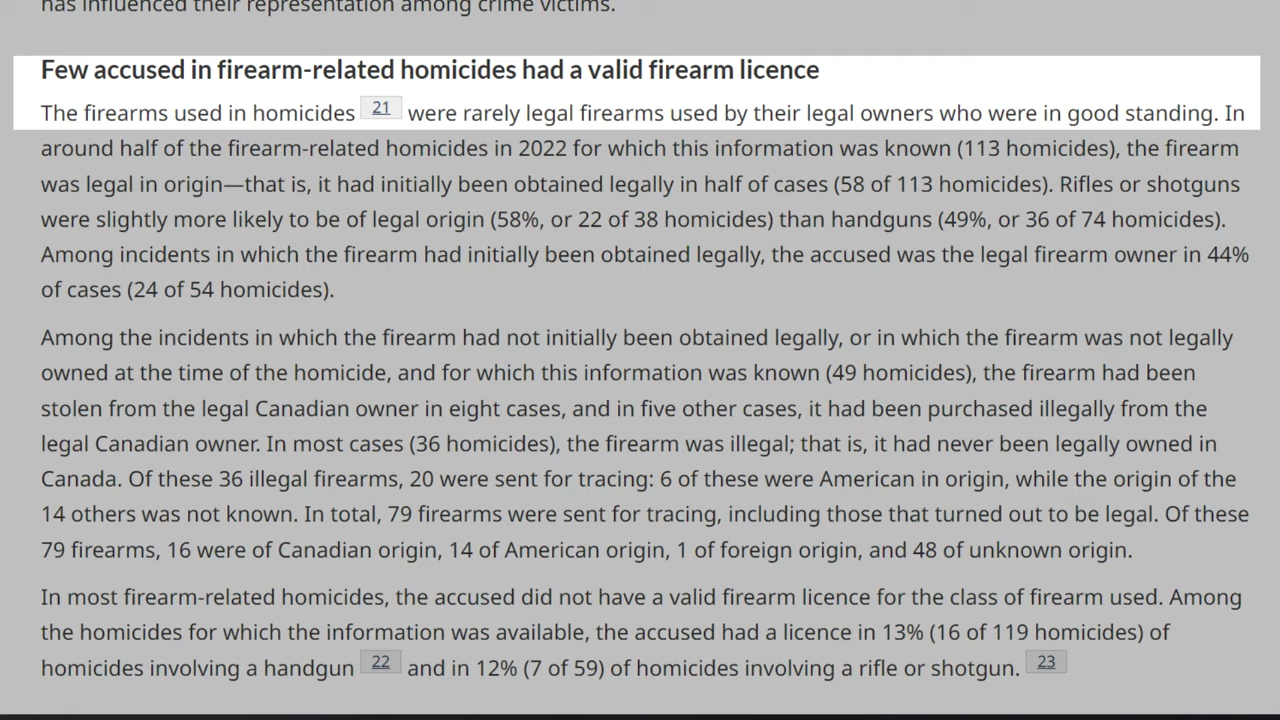 has influenced their representation among crime victims.
Few accused in firearm-related homicides had a valid firearm licence
The firearms used in homicides 21 were rarely legal firearms used by their legal owners who were in good standing. In
around half of the firearm-related homicides in 2022 for which this information was known (113 homicides), the firearm
was legal in origin—that is, it had initially been obtained legally in half of cases (58 of 113 homicides). Rifles or shotguns
were slightly more likely to be of legal origin (58%, or 22 of 38 homicides) than handguns (49%, or 36 of 74 homicides).
Among incidents in which the firearm had initially been obtained legally, the accused was the legal firearm owner in 44%
of cases (24 of 54 homicides).
Among the incidents in which the firearm had not initially been obtained legally, or in which the firearm was not legally
owned at the time of the homicide, and for which this information was known (49 homicides), the firearm had been
stolen from the legal Canadian owner in eight cases, and in five other cases, it had been purchased illegally from the
legal Canadian owner. In most cases (36 homicides), the firearm was illegal; that is, it had never been legally owned in
Canada. Of these 36 illegal firearms, 20 were sent for tracing: 6 of these were American in origin, while the origin of the
14 others was not known. In total, 79 firearms were sent for tracing, including those that turned out to be legal. Of these
79 firearms, 16 were of Canadian origin, 14 of American origin, 1 of foreign origin, and 48 of unknown origin.
In most firearm-related homicides, the accused did not have a valid firearm licence for the class of firearm used. Among
the homicides for which the information was available, the accused had a licence in 13% (16 of 119 homicides) of
homicides involving a handgun 22 and in 12% (7 of 59) of homicides involving a rifle or shotgun. 23